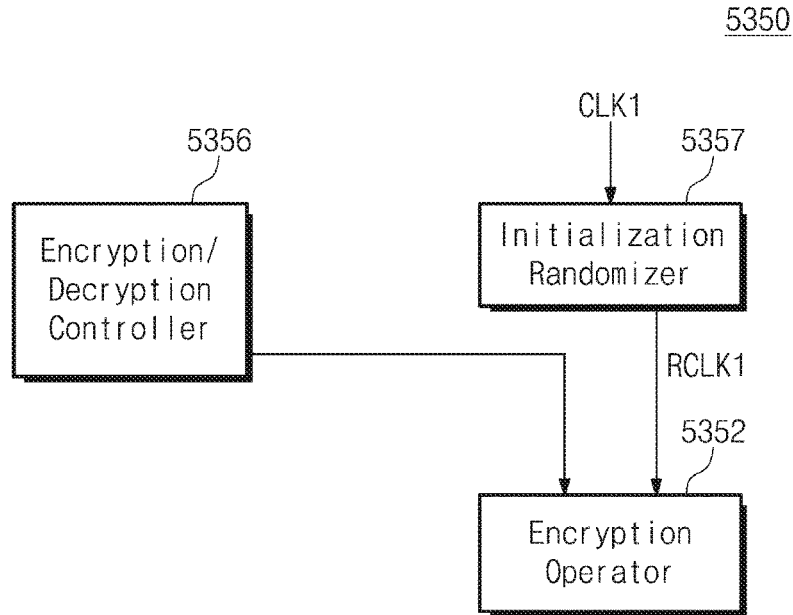 5350
CLK1
5356
5357
Encryption/
Decryption
Controller
Initialization
Randomizer
RCLK1
5352
Encryption
Operator